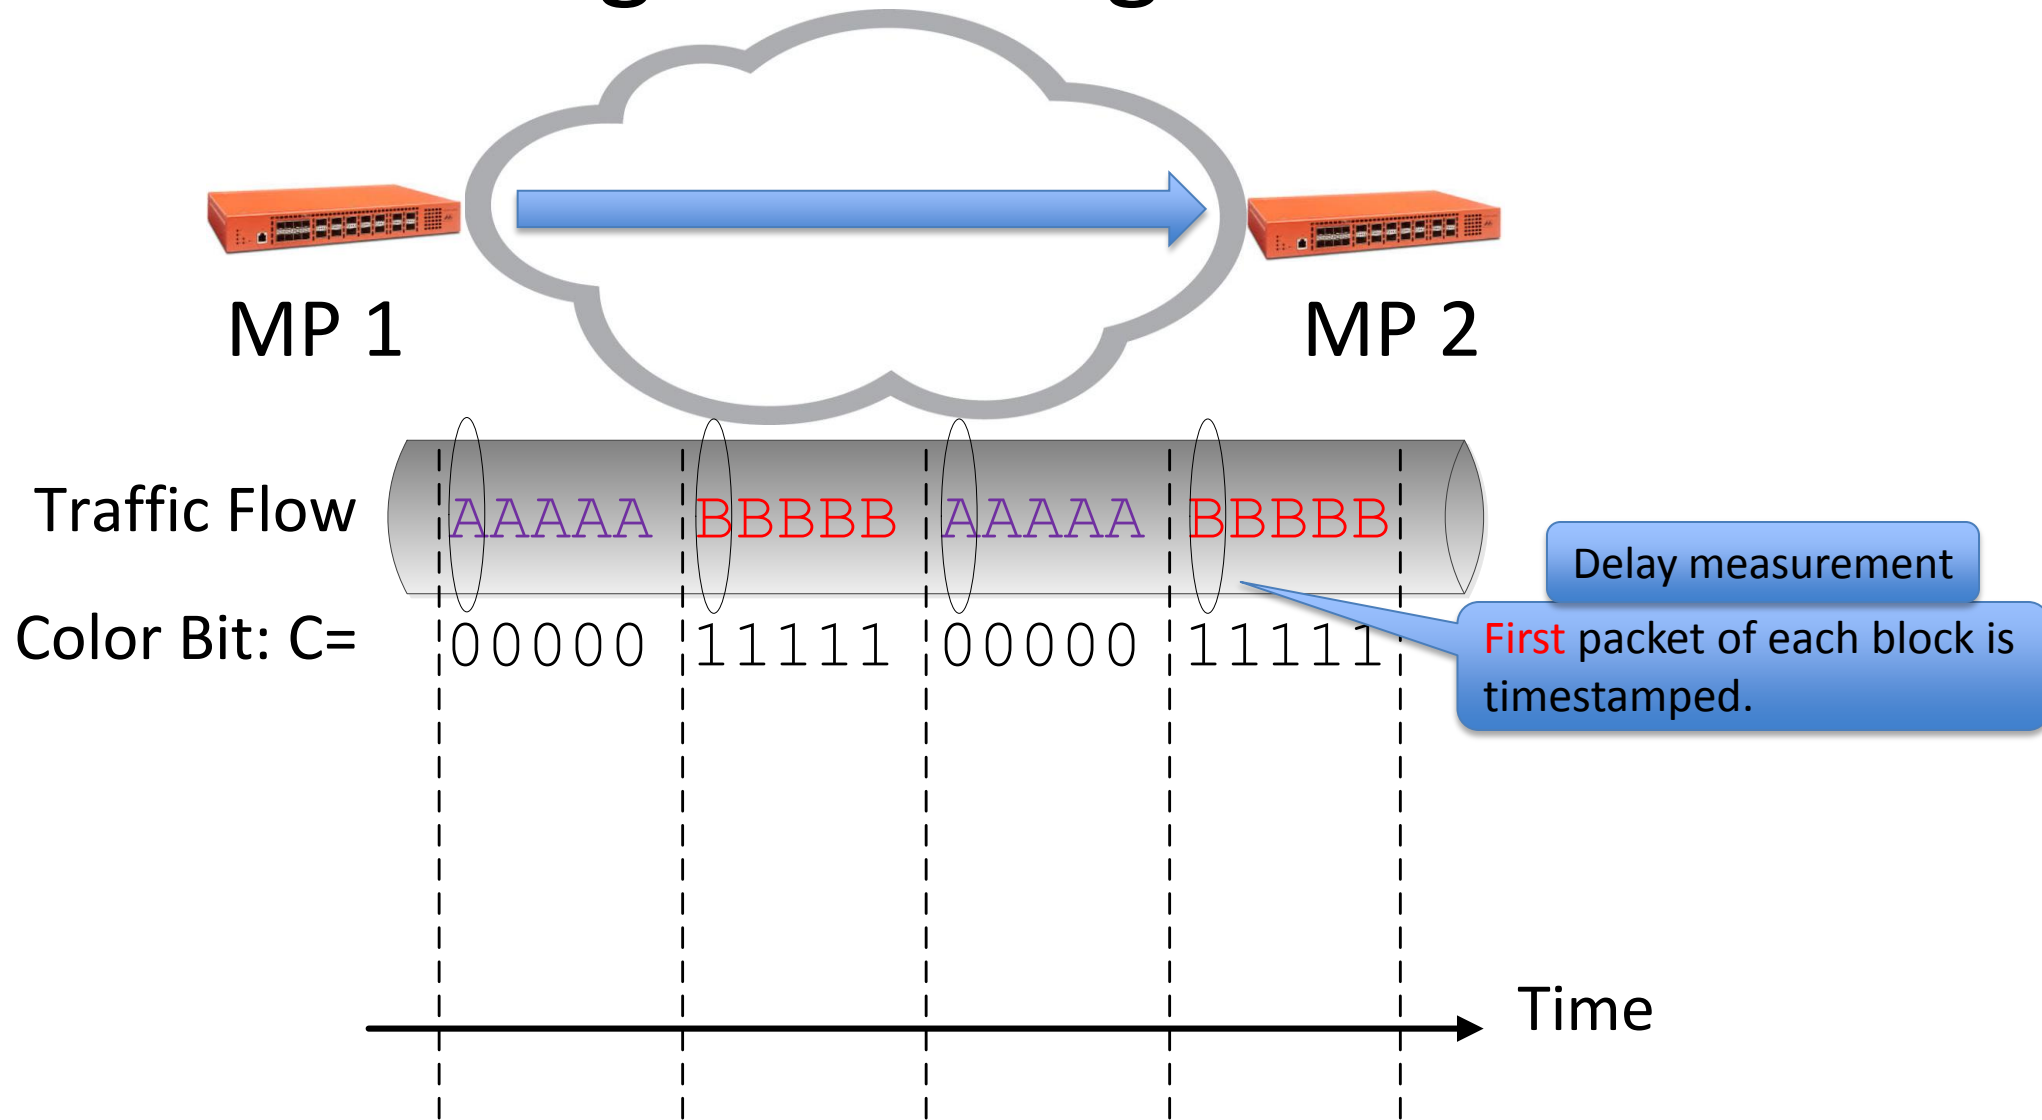 MP 1
MP 2
Traffic Flow
AAAAA BBBBB AAAAA BBBBB
Delay measurement
Color Bit: C=
00000 11111 00000 11111
First packet of each block is
timestamped.
Time